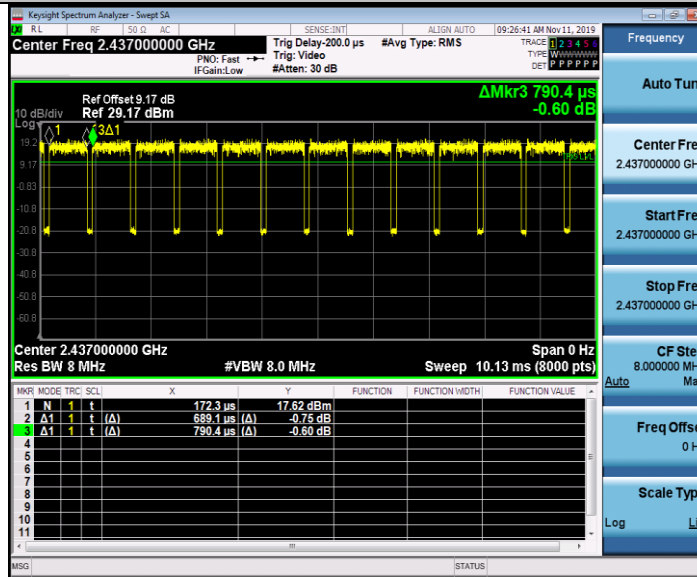 Keysight Spectrum Analyzer - Swept SA
RL RF 50 Ω AC SENSE:INT ALIGN AUTO 09:26:41 AM Nov 11, 2019
Center Freq 2.437000000 GHz
PNO: Fast
IFGain:Low
Trig Delay-200.0 µs
Trig: Video
#Atten: 30 dB
#Avg Type: RMS
TRACE 1 2 3 4 5 6
TYPE WWWWWW
DET P P P P P P
Ref Offset 9.17 dB
10 dB/div Ref 29.17 dBm
Log
ΔMkr3 790.4 µs
-0.60 dB
1
3Δ1
19.2
9.17
-0.83
-10.8
-20.8
-30.8
-40.8
-50.8
-60.8
Center 2.437000000 GHz Span 0 Hz
Res BW 8 MHz #VBW 8.0 MHz Sweep 10.13 ms (8000 pts)
MKR MODE TRC SCL X Y FUNCTION FUNCTION WIDTH FUNCTION VALUE
1 N 1 t 172.3 µs 17.62 dBm
2 Δ1 1 t (Δ) 689.1 µs (Δ) -0.75 dB
3 Δ1 1 t (Δ) 790.4 µs (Δ) -0.60 dB
4
5
6
7
8
9
10
11
MSG STATUS
Frequency
Auto Tun
Center Fre
2.437000000 GH
Start Fre
2.437000000 GH
Stop Fre
2.437000000 GH
CF Ste
8.000000 MH
Auto Ma
Freq Offse
0 H
Scale Typ
Log Li